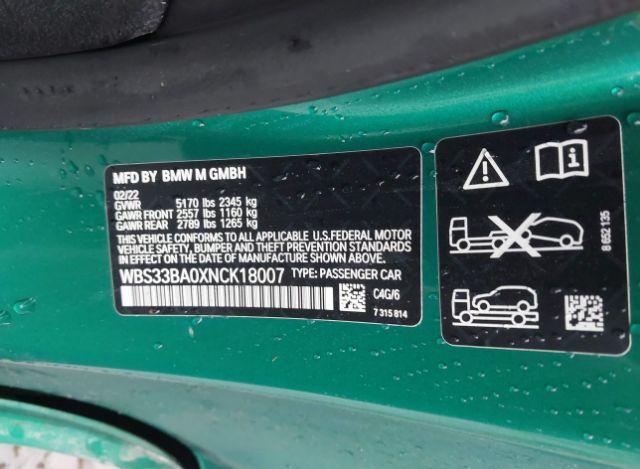 MFD BY BMW M GMBH
02/22
GVWR 5170 lbs 2345 kg
GAWR FRONT 2557 lbs 1160 kg
GAWR REAR 2789 lbs 1265 kg
THIS VEHICLE CONFORMS TO ALL APPLICABLE U.S.FEDERAL MOTOR
VEHICLE SAFETY, BUMPER, AND THEFT PREVENTION STANDARDS
IN EFFECT ON THE DATE OF MANUFACTURE SHOWN ABOVE.
WBS33BA0XNCK18007 TYPE: PASSENGER CAR
C4G/6
7 315 814
8 652 135